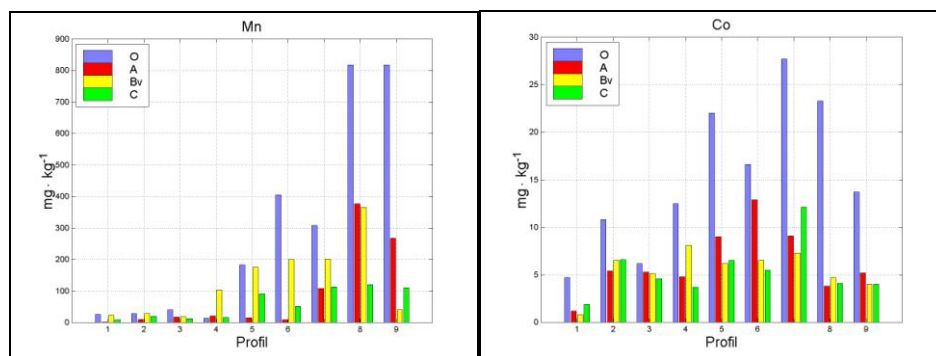 Mn
900
800
700
600
500
400
300
200
100
0
mg · kg⁻¹
O
A
Bv
C
1 2 3 4 5 6 8 9
Profil
Co
30
25
20
15
10
5
0
mg · kg⁻¹
O
A
Bv
C
1 2 3 4 5 6 8 9
Profil